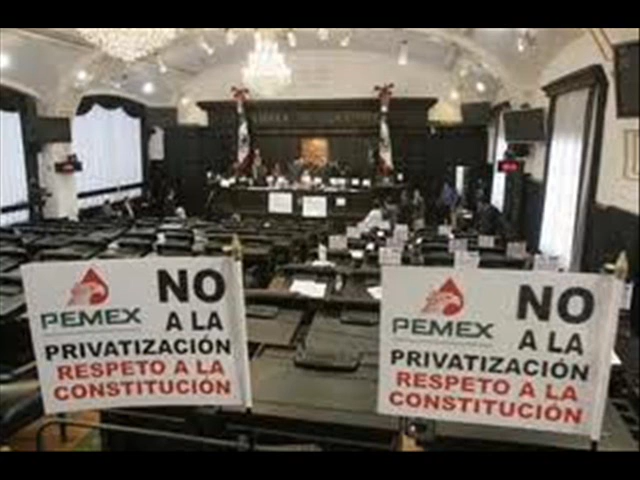 NO
A LA
PEMEX
PRIVATIZACIÓN
RESPETO A LA
CONSTITUCIÓN
NO
A LA
PEMEX
PRIVATIZACIÓN
RESPETO A LA
CONSTITUCIÓN